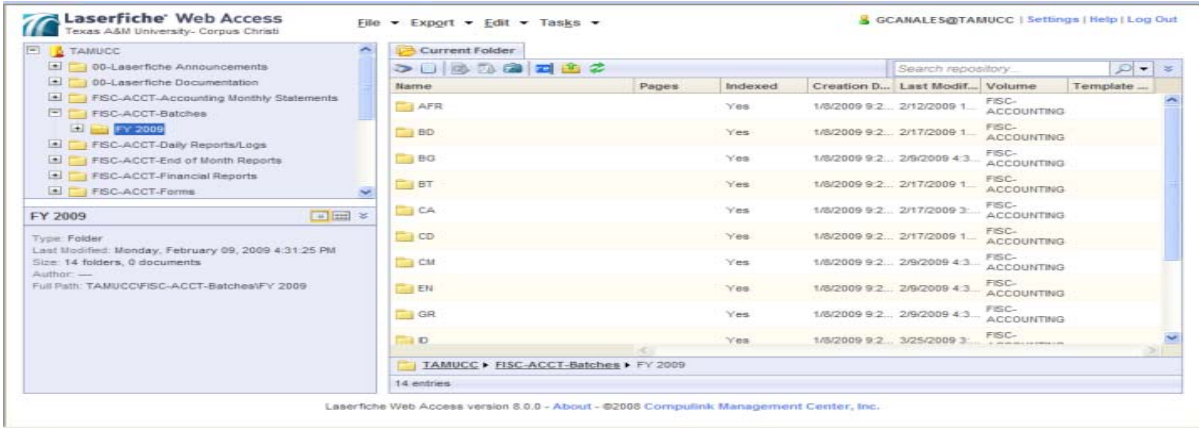 Laserfiche® Web Access
Texas A&M University- Corpus Christi
File Export Edit Tasks
GCANALES@TAMUCC | Settings | Help | Log Out
TAMUCC
00-Laserfiche Announcements
00-Laserfiche Documentation
FISC-ACCT-Accounting Monthly Statements
FISC-ACCT-Batches
FY 2009
FISC-ACCT-Daily Reports/Logs
FISC-ACCT-End of Month Reports
FISC-ACCT-Financial Reports
FISC-ACCT-Forms
FY 2009
Type: Folder
Last Modified: Monday, February 09, 2009 4:31:25 PM
Size: 14 folders, 0 documents
Author: —
Full Path: TAMUCC\FISC-ACCT-Batches\FY 2009
Current Folder
Search repository...
Name Pages Indexed Creation D... Last Modif... Volume Template ...
AFR Yes 1/8/2009 9:2... 2/12/2009 1... FISC-
ACCOUNTING
BD Yes 1/8/2009 9:2... 2/17/2009 1... FISC-
ACCOUNTING
BG Yes 1/8/2009 9:2... 2/9/2009 4:3... FISC-
ACCOUNTING
BT Yes 1/8/2009 9:2... 2/17/2009 1... FISC-
ACCOUNTING
CA Yes 1/8/2009 9:2... 2/17/2009 3:... FISC-
ACCOUNTING
CD Yes 1/8/2009 9:2... 2/17/2009 1... FISC-
ACCOUNTING
CM Yes 1/8/2009 9:2... 2/9/2009 4:3... FISC-
ACCOUNTING
EN Yes 1/8/2009 9:2... 2/9/2009 4:3... FISC-
ACCOUNTING
GR Yes 1/8/2009 9:2... 2/9/2009 4:3... FISC-
ACCOUNTING
ID Yes 1/8/2009 9:2... 3/25/2009 3:... FISC-
TAMUCC FISC-ACCT-Batches FY 2009
14 entries
Laserfiche Web Access version 8.0.0 - About - ©2008 Compulink Management Center, Inc.